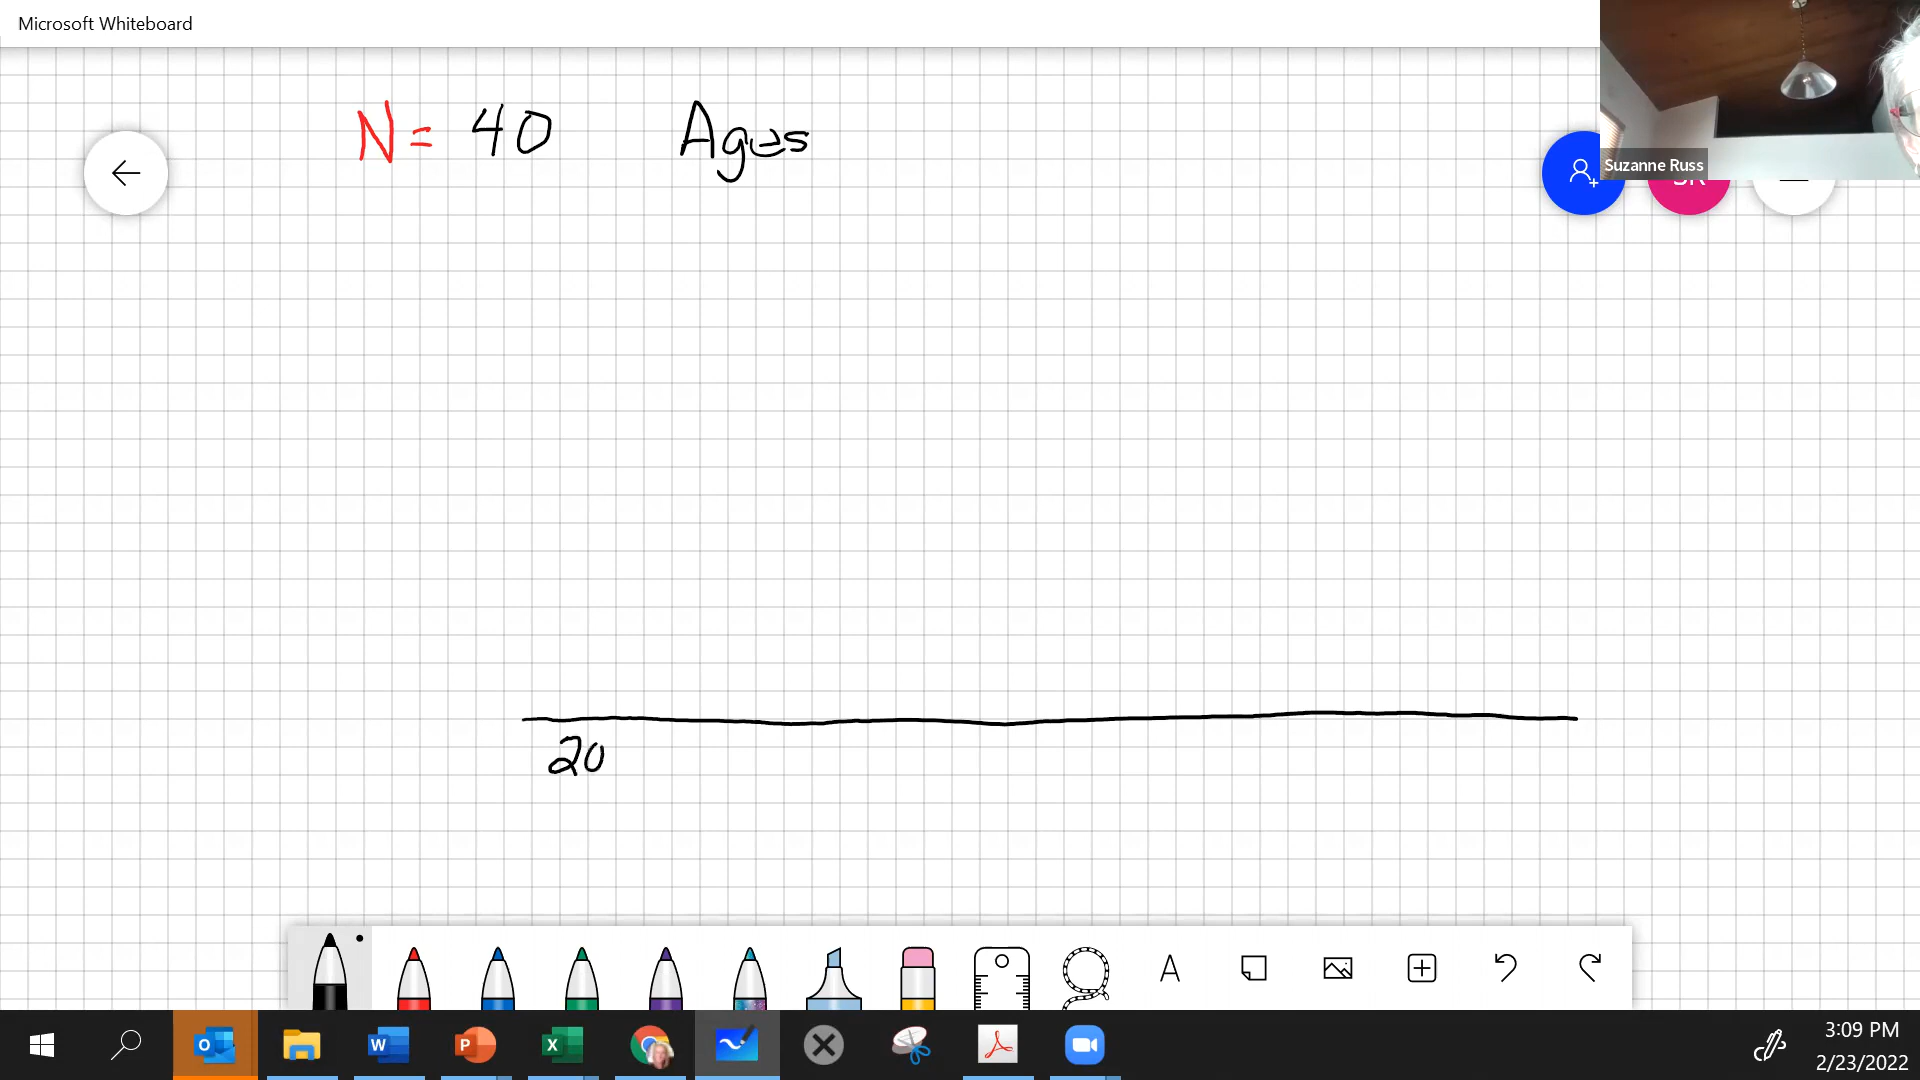 Microsoft Whiteboard
N= 40 Ages
Suzanne Russ
20
3:09 PM
2/23/2022